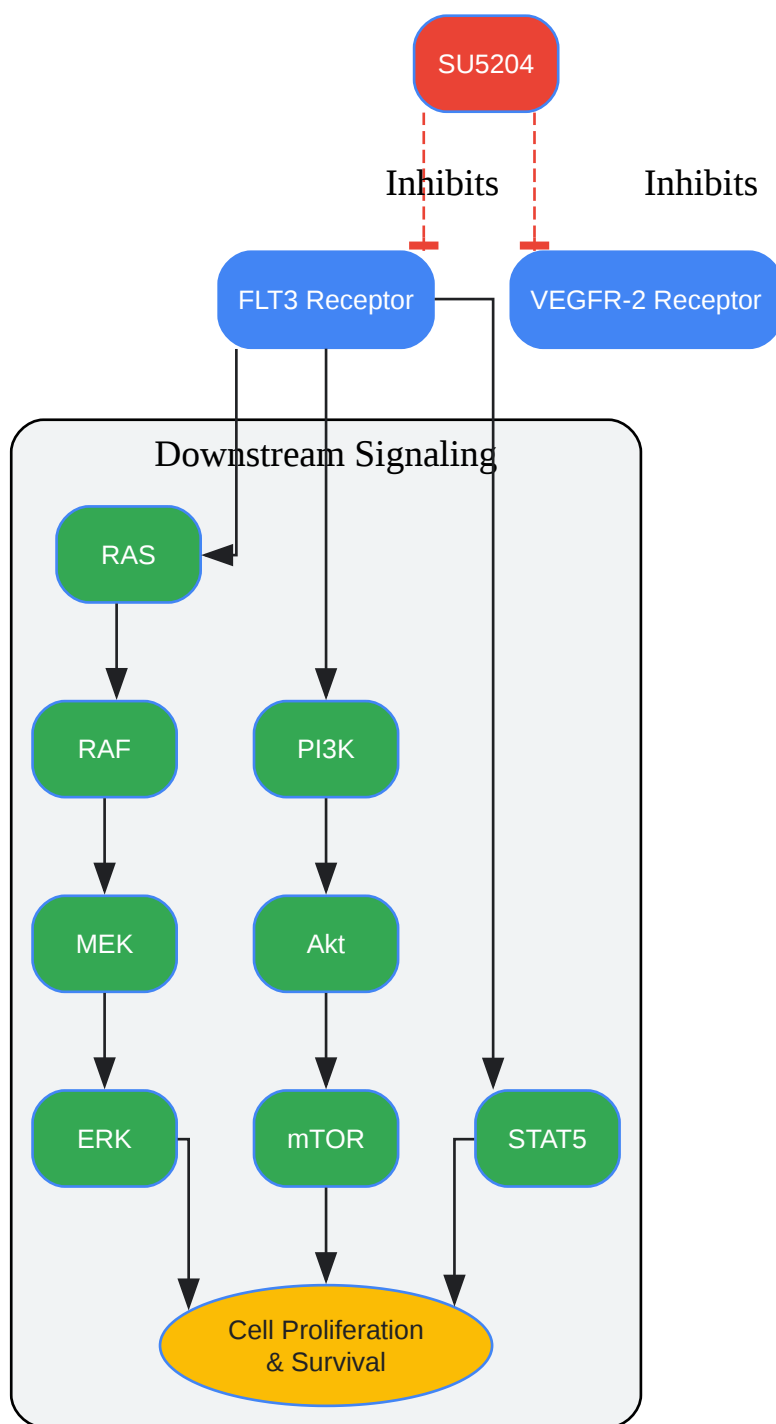 SU5204
Inhibits
Inhibits
FLT3 Receptor
VEGFR-2 Receptor
Downstream Signaling
RAS
RAF
PI3K
MEK
Akt
ERK
mTOR
STAT5
Cell Proliferation
& Survival